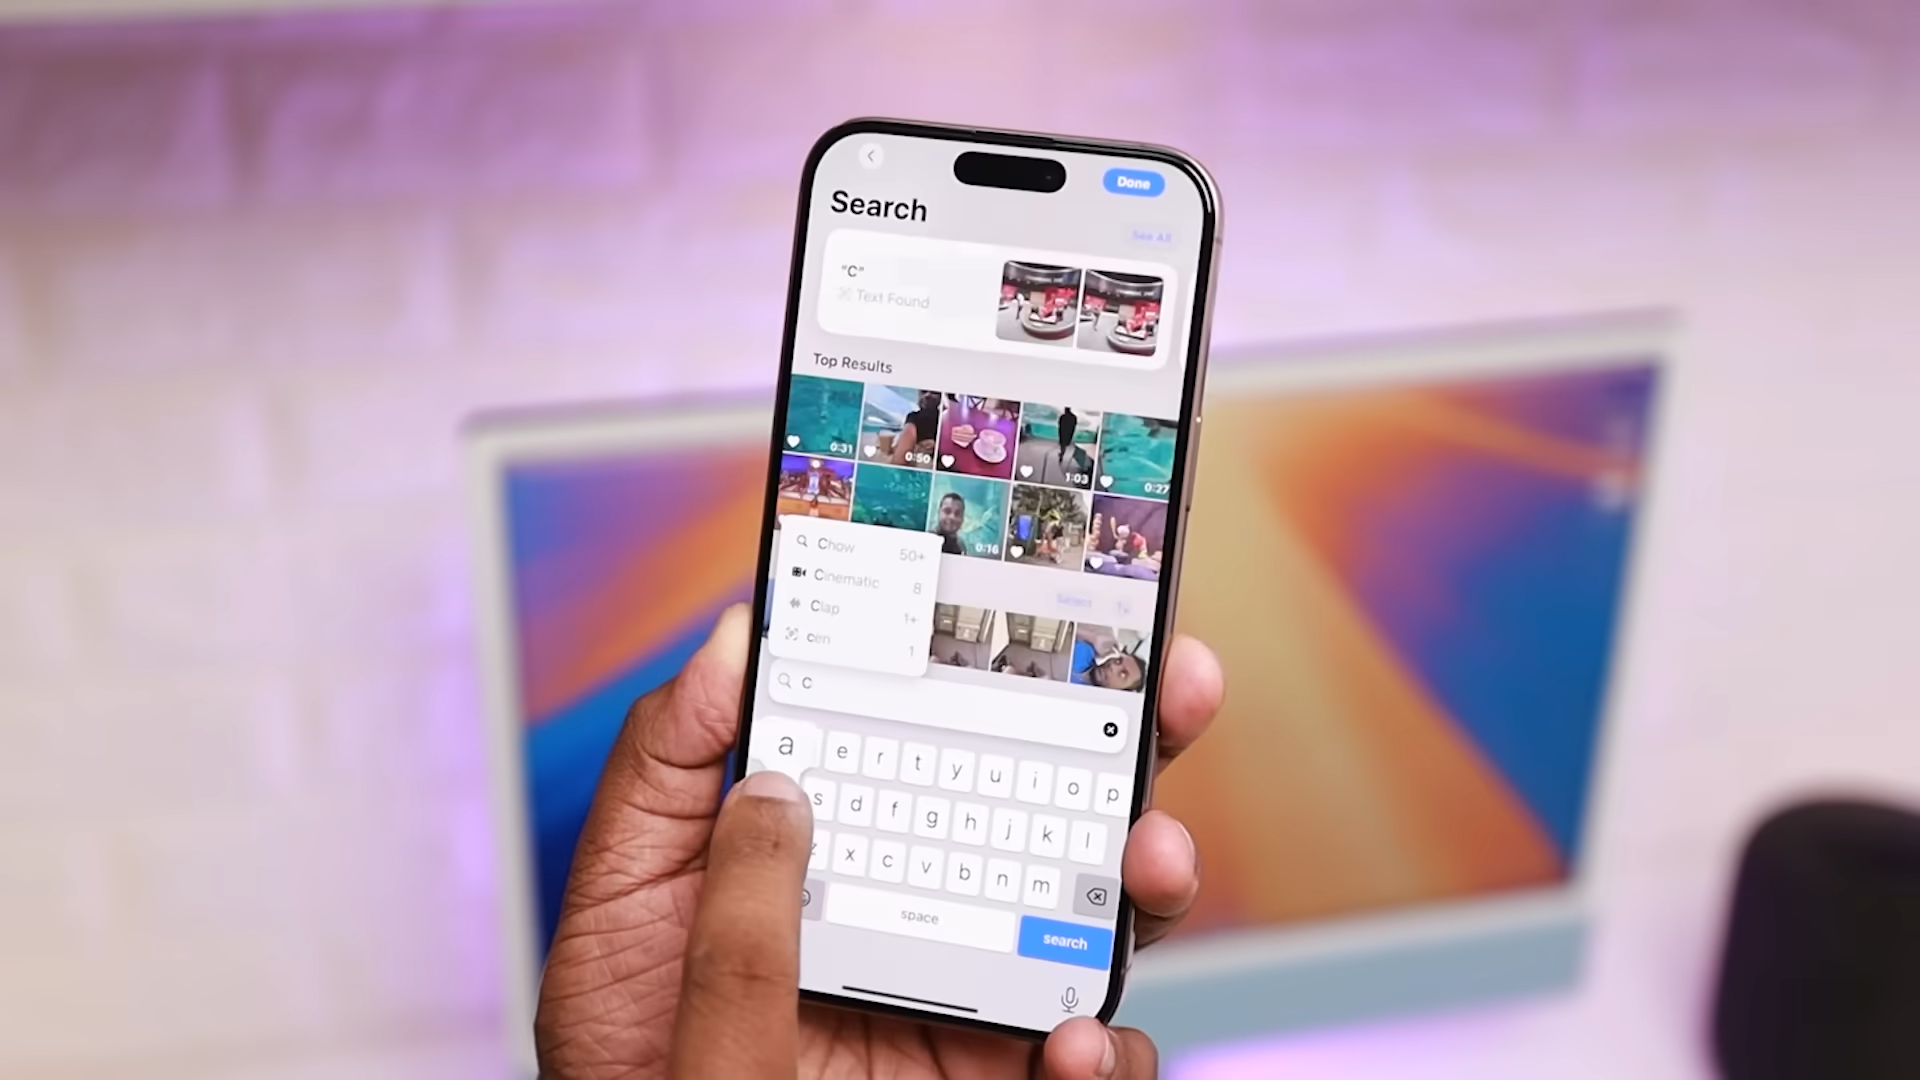 Done
Search
See All
"C"
Text Found
Top Results
0:31
0:50
1:03
0:27
0:16
Chow 50+
Cinematic 8
Clap 1+
cen 1
Select
C
a e r t y u i o p
s d f g h j k l
z x c v b n m
space
search